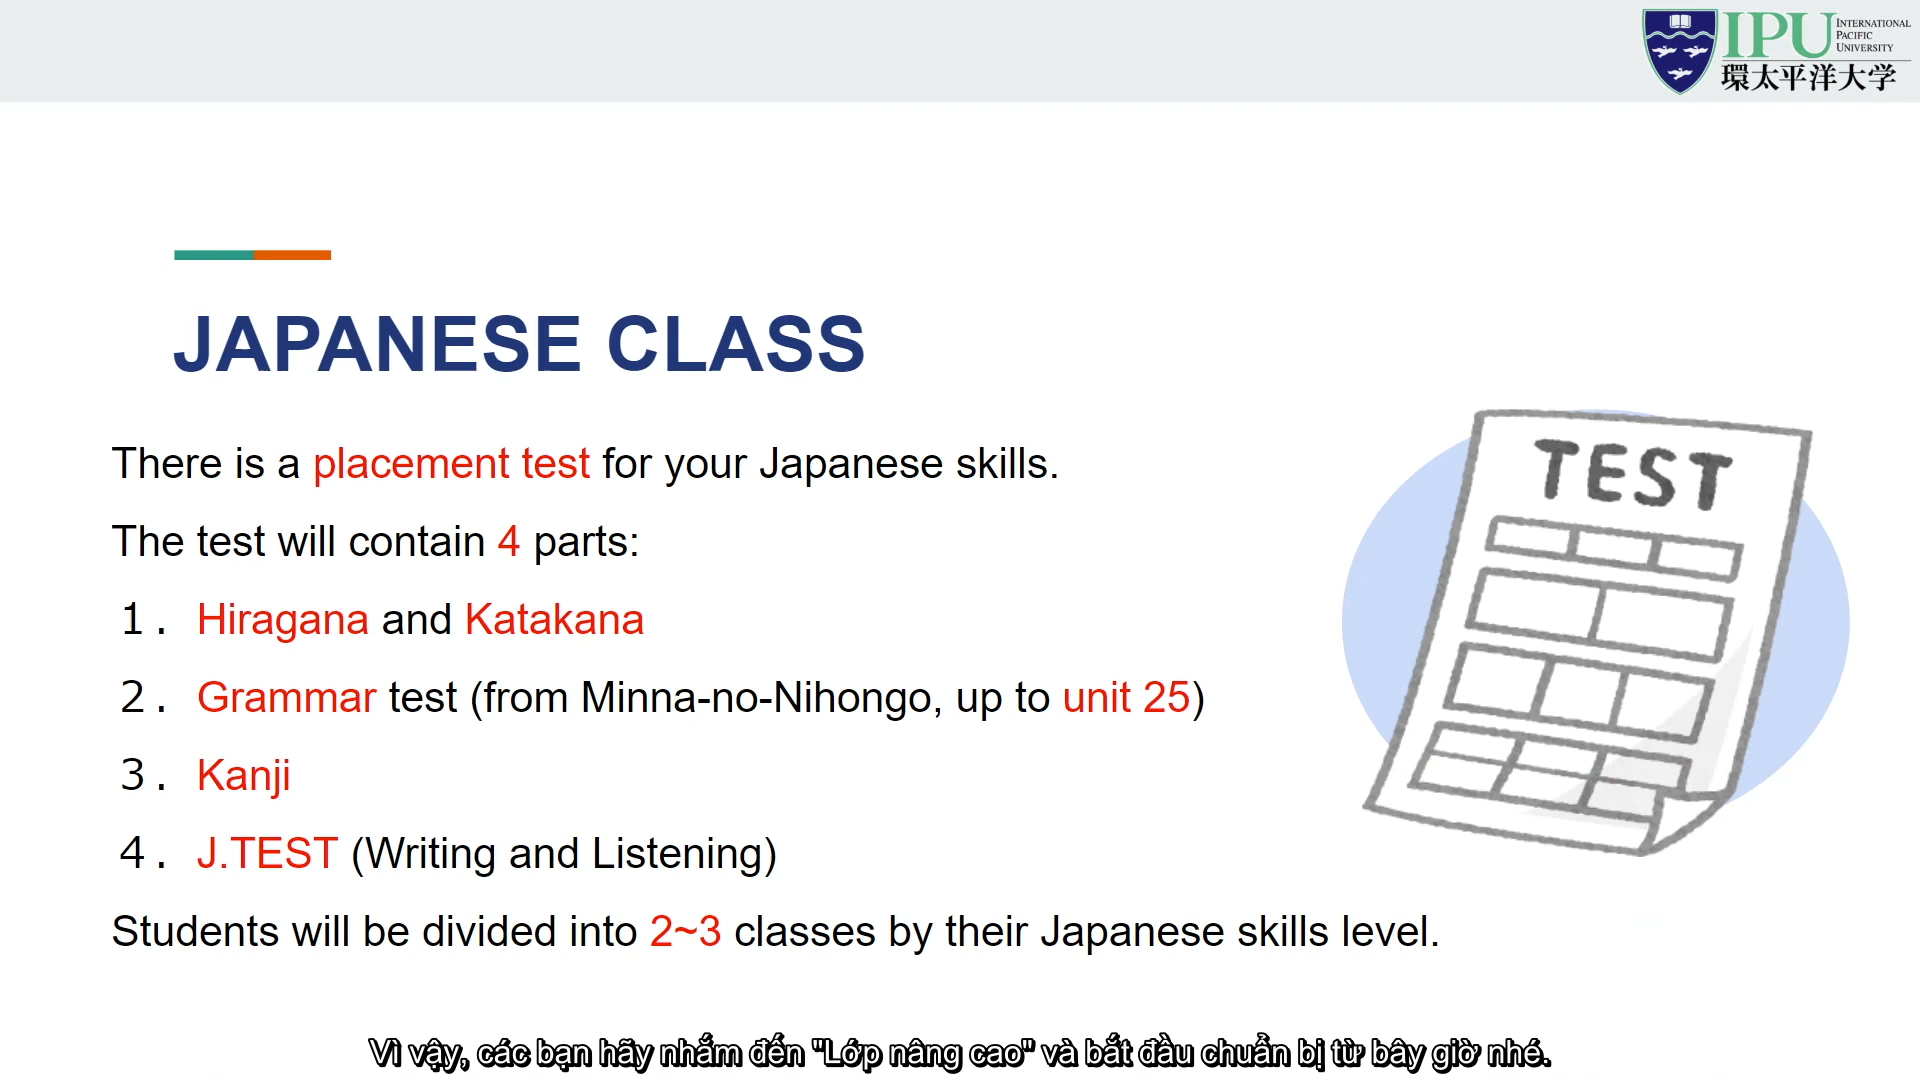 IPU
INTERNATIONAL
PACIFIC
UNIVERSITY
環太平洋大学
JAPANESE CLASS
There is a placement test for your Japanese skills.
The test will contain 4 parts:
１. Hiragana and Katakana
２. Grammar test (from Minna-no-Nihongo, up to unit 25)
３. Kanji
４. J.TEST (Writing and Listening)
Students will be divided into 2~3 classes by their Japanese skills level.
TEST
Vì vậy, các bạn hãy nhắm đến "Lớp nâng cao" và bắt đầu chuẩn bị từ bây giờ nhé.